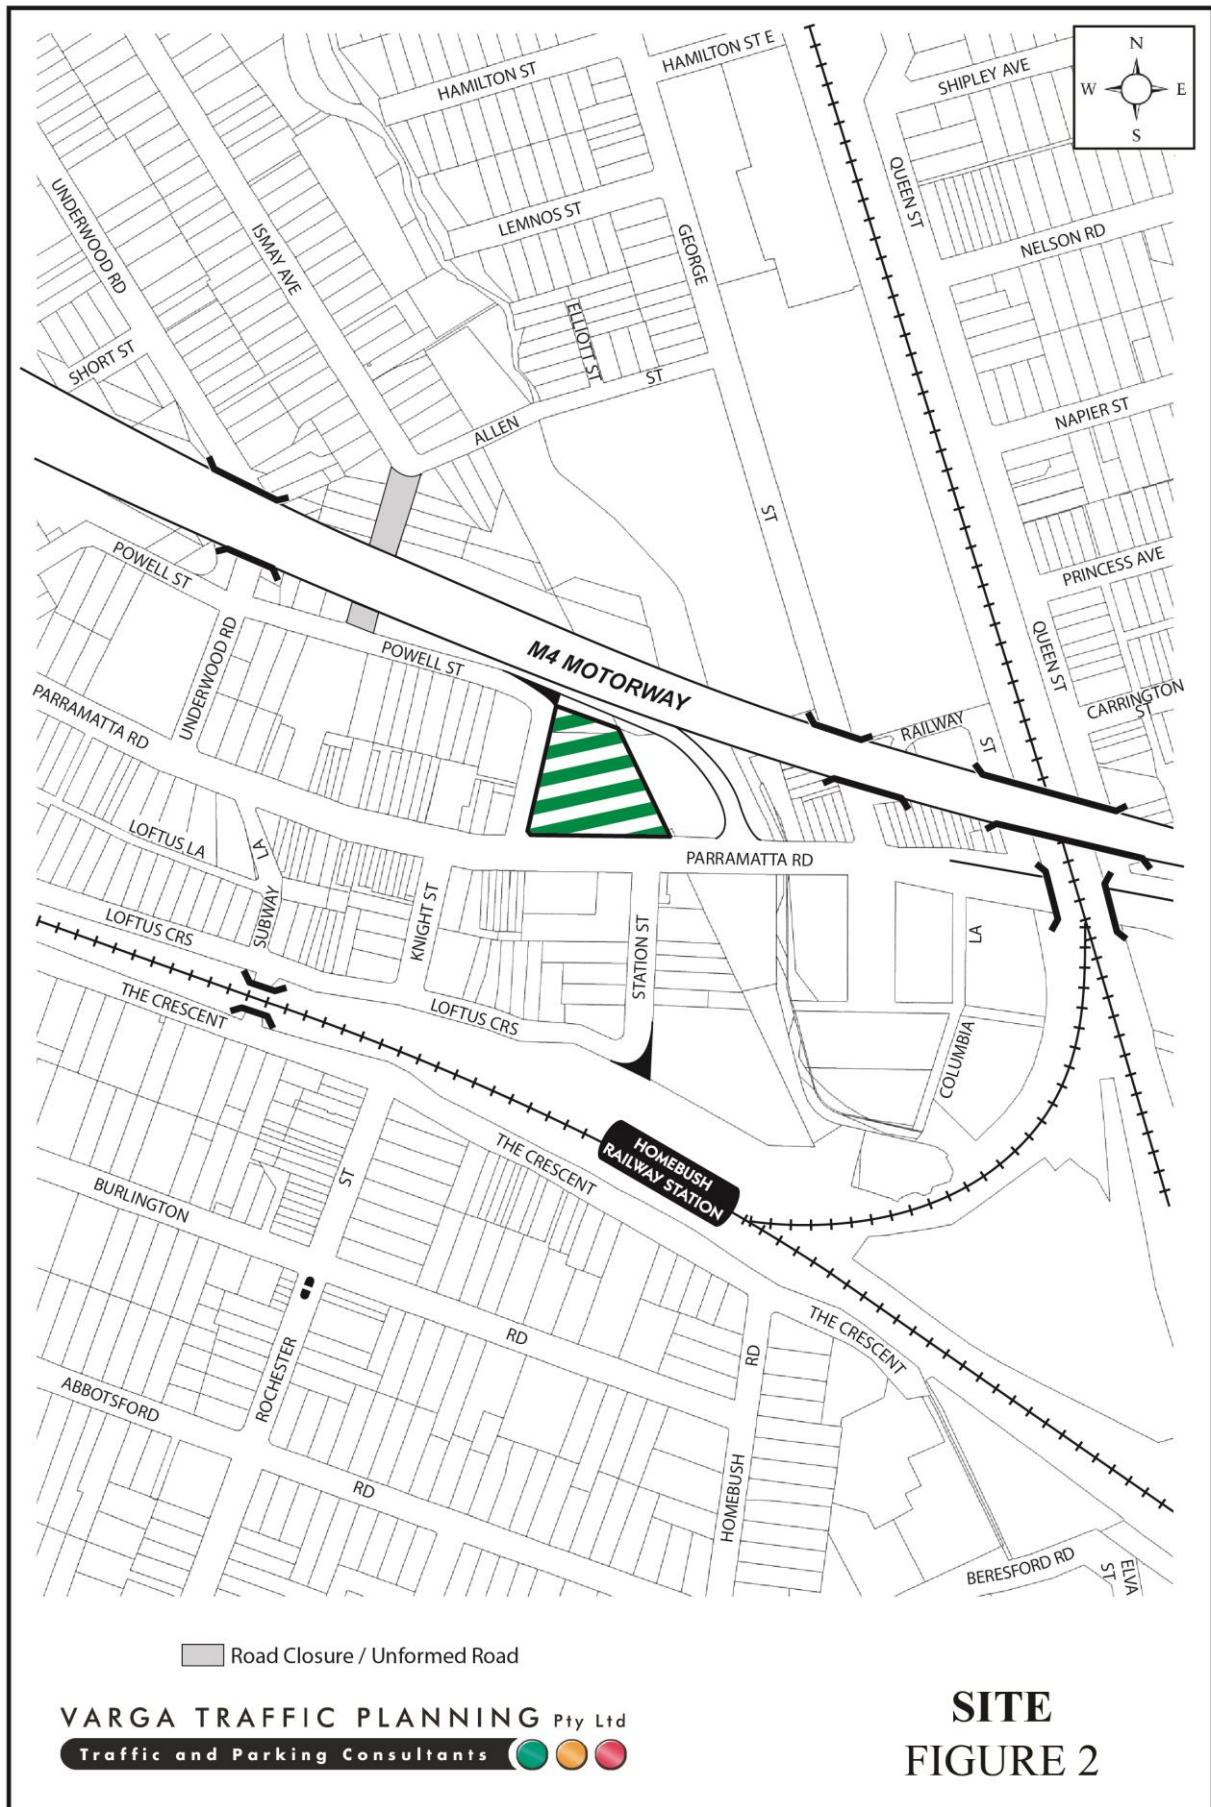 N
W E
S
HAMILTON ST
HAMILTON ST E
SHIPLEY AVE
UNDERWOOD RD
ISMAY AVE
LEMNOS ST
GEORGE
QUEEN ST
NELSON RD
SHORT ST
ELLIOTT ST
ST
ALLEN
NAPIER ST
ST
PRINCESS AVE
POWELL ST
UNDERWOOD RD
POWELL ST
M4 MOTORWAY
QUEEN ST
CARRINGTON
ST
PARRAMATTA RD
RAILWAY
ST
LOFTUS LA
LA
PARRAMATTA RD
LOFTUS CRS
SUBWAY
KNIGHT ST
STATION ST
LA
THE CRESCENT
LOFTUS CRS
COLUMBIA
THE CRESCENT
HOMEBUSH
RAILWAY STATION
BURLINGTON
ST
RD
THE CRESCENT
RD
ABBOTSFORD
ROCHESTER
RD
HOMEBUSH
BERESFORD RD
ELVA
ST
Road Closure / Unformed Road
VARGA TRAFFIC PLANNING Pty Ltd
Traffic and Parking Consultants
SITE
FIGURE 2